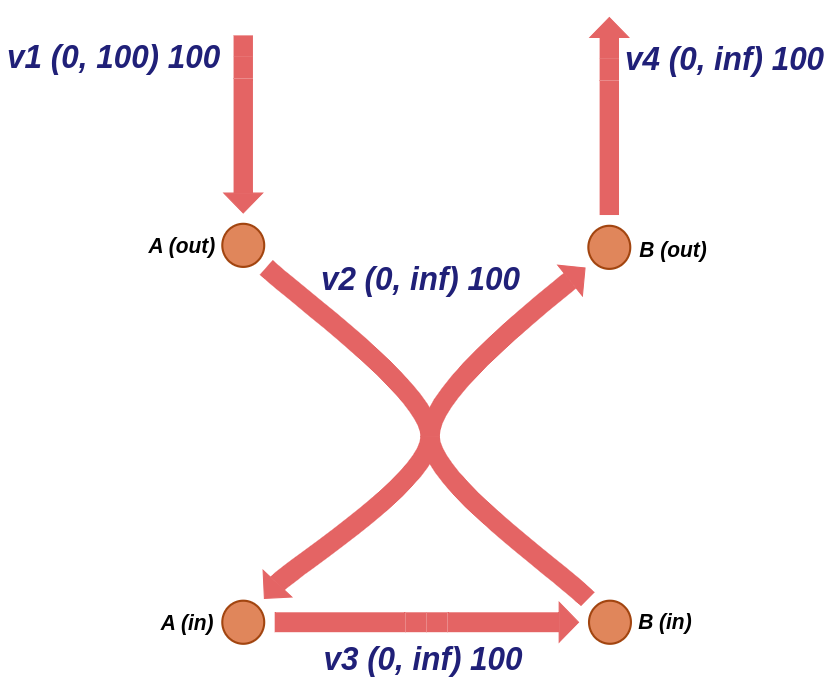 v1 (0, 100) 100
v4 (0, inf) 100
A (out)
B (out)
v2 (0, inf) 100
A (in)
B (in)
v3 (0, inf) 100